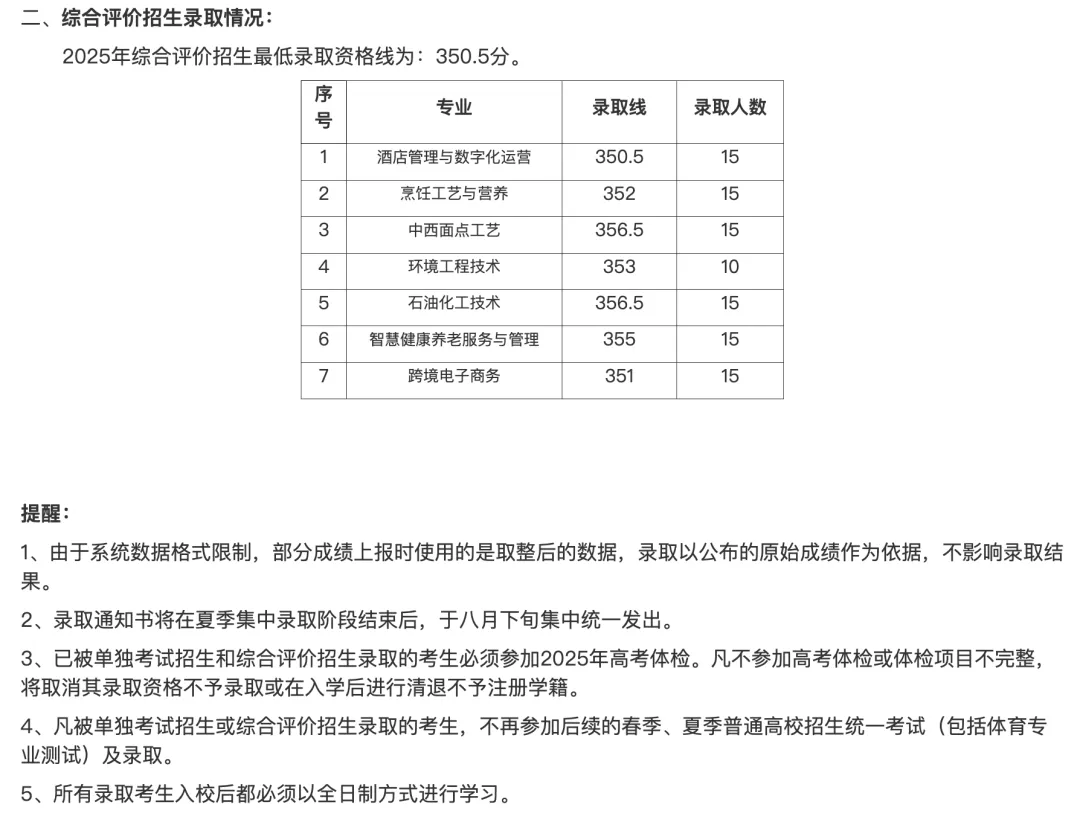 二、综合评价招生录取情况：
2025年综合评价招生最低录取资格线为：350.5分。
序号 专业 录取线 录取人数
1 酒店管理与数字化运营 350.5 15
2 烹饪工艺与营养 352 15
3 中西面点工艺 356.5 15
4 环境工程技术 353 10
5 石油化工技术 356.5 15
6 智慧健康养老服务与管理 355 15
7 跨境电子商务 351 15
提醒：
1、由于系统数据格式限制，部分成绩上报时使用的是取整后的数据，录取以公布的原始成绩作为依据，不影响录取结
果。
2、录取通知书将在夏季集中录取阶段结束后，于八月下旬集中统一发出。
3、已被单独考试招生和综合评价招生录取的考生必须参加2025年高考体检。凡不参加高考体检或体检项目不完整，
将取消其录取资格不予录取或在入学后进行清退不予注册学籍。
4、凡被单独考试招生或综合评价招生录取的考生，不再参加后续的春季、夏季普通高校招生统一考试（包括体育专
业测试）及录取。
5、所有录取考生入校后都必须以全日制方式进行学习。